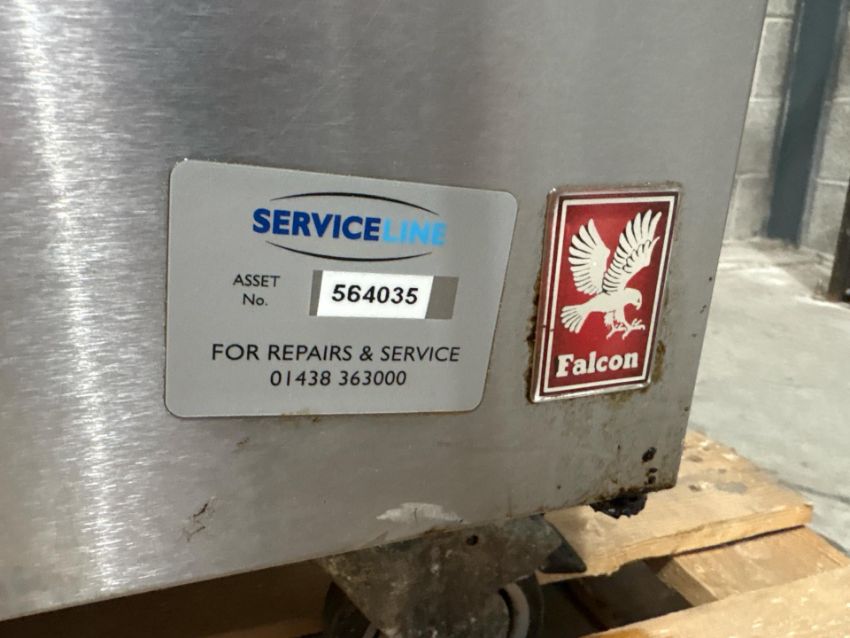 SERVICELINE
ASSET
No.
564035
FOR REPAIRS & SERVICE
01438 363000
Falcon